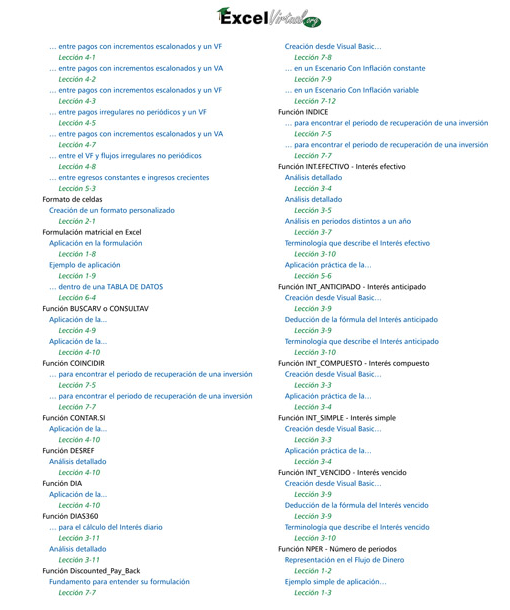 ExcelVirtual.org
… entre pagos con incrementos escalonados y un VF
Lección 4-1
… entre pagos con incrementos escalonados y un VA
Lección 4-2
… entre pagos con incrementos escalonados y un VF
Lección 4-3
… entre pagos irregulares no periódicos y un VF
Lección 4-5
… entre pagos con incrementos escalonados y un VA
Lección 4-7
… entre el VF y flujos irregulares no periódicos
Lección 4-8
… entre egresos constantes e ingresos crecientes
Lección 5-3
Formato de celdas
Creación de un formato personalizado
Lección 2-1
Formulación matricial en Excel
Aplicación en la formulación
Lección 1-8
Ejemplo de aplicación
Lección 1-9
… dentro de una TABLA DE DATOS
Lección 6-4
Función BUSCARV o CONSULTAV
Aplicación de la...
Lección 4-9
Aplicación de la...
Lección 4-10
Función COINCIDIR
… para encontrar el periodo de recuperación de una inversión
Lección 7-5
… para encontrar el periodo de recuperación de una inversión
Lección 7-7
Función CONTAR.SI
Aplicación de la...
Lección 4-10
Función DESREF
Análisis detallado
Lección 4-10
Función DIA
Aplicación de la...
Lección 4-10
Función DIAS360
… para el cálculo del Interés diario
Lección 3-11
Análisis detallado
Lección 3-11
Función Discounted_Pay_Back
Fundamento para entender su formulación
Lección 7-7
Creación desde Visual Basic…
Lección 7-8
… en un Escenario Con Inflación constante
Lección 7-9
… en un Escenario Con Inflación variable
Lección 7-12
Función INDICE
… para encontrar el periodo de recuperación de una inversión
Lección 7-5
… para encontrar el periodo de recuperación de una inversión
Lección 7-7
Función INT.EFECTIVO - Interés efectivo
Análisis detallado
Lección 3-4
Análisis detallado
Lección 3-5
Análisis en periodos distintos a un año
Lección 3-7
Terminología que describe el Interés efectivo
Lección 3-10
Aplicación práctica de la…
Lección 5-6
Función INT_ANTICIPADO - Interés anticipado
Creación desde Visual Basic…
Lección 3-9
Deducción de la fórmula del Interés anticipado
Lección 3-9
Terminología que describe el Interés anticipado
Lección 3-10
Función INT_COMPUESTO - Interés compuesto
Creación desde Visual Basic…
Lección 3-3
Aplicación práctica de la…
Lección 3-4
Función INT_SIMPLE - Interés simple
Creación desde Visual Basic…
Lección 3-3
Aplicación práctica de la…
Lección 3-4
Función INT_VENCIDO - Interés vencido
Creación desde Visual Basic…
Lección 3-9
Deducción de la fórmula del Interés vencido
Lección 3-9
Terminología que describe el Interés vencido
Lección 3-10
Función NPER - Número de periodos
Representación en el Flujo de Dinero
Lección 1-2
Ejemplo simple de aplicación…
Lección 1-3